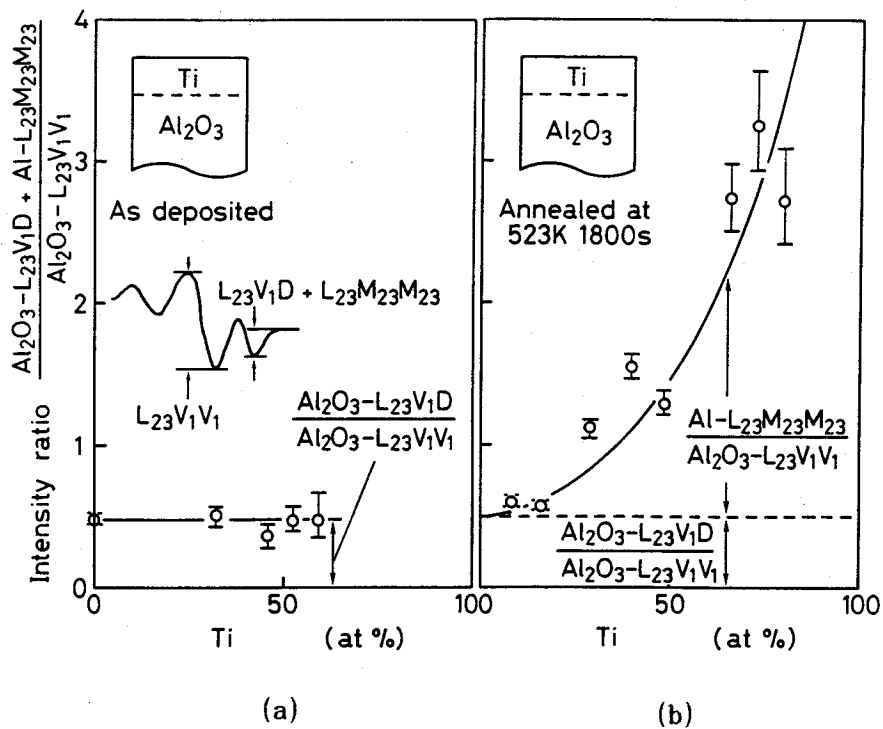 Intensity ratio
Al₂O₃-L₂₃V₁D + Al-L₂₃M₂₃M₂₃
Al₂O₃-L₂₃V₁V₁
4
3
2
1
0
Ti
Al₂O₃
As deposited
L₂₃V₁D + L₂₃M₂₃M₂₃
L₂₃V₁V₁
Al₂O₃-L₂₃V₁D
Al₂O₃-L₂₃V₁V₁
0 50 100
Ti (at %)
(a)
Ti
Al₂O₃
Annealed at
523K 1800s
Al-L₂₃M₂₃M₂₃
Al₂O₃-L₂₃V₁V₁
Al₂O₃-L₂₃V₁D
Al₂O₃-L₂₃V₁V₁
0 50 100
Ti (at %)
(b)